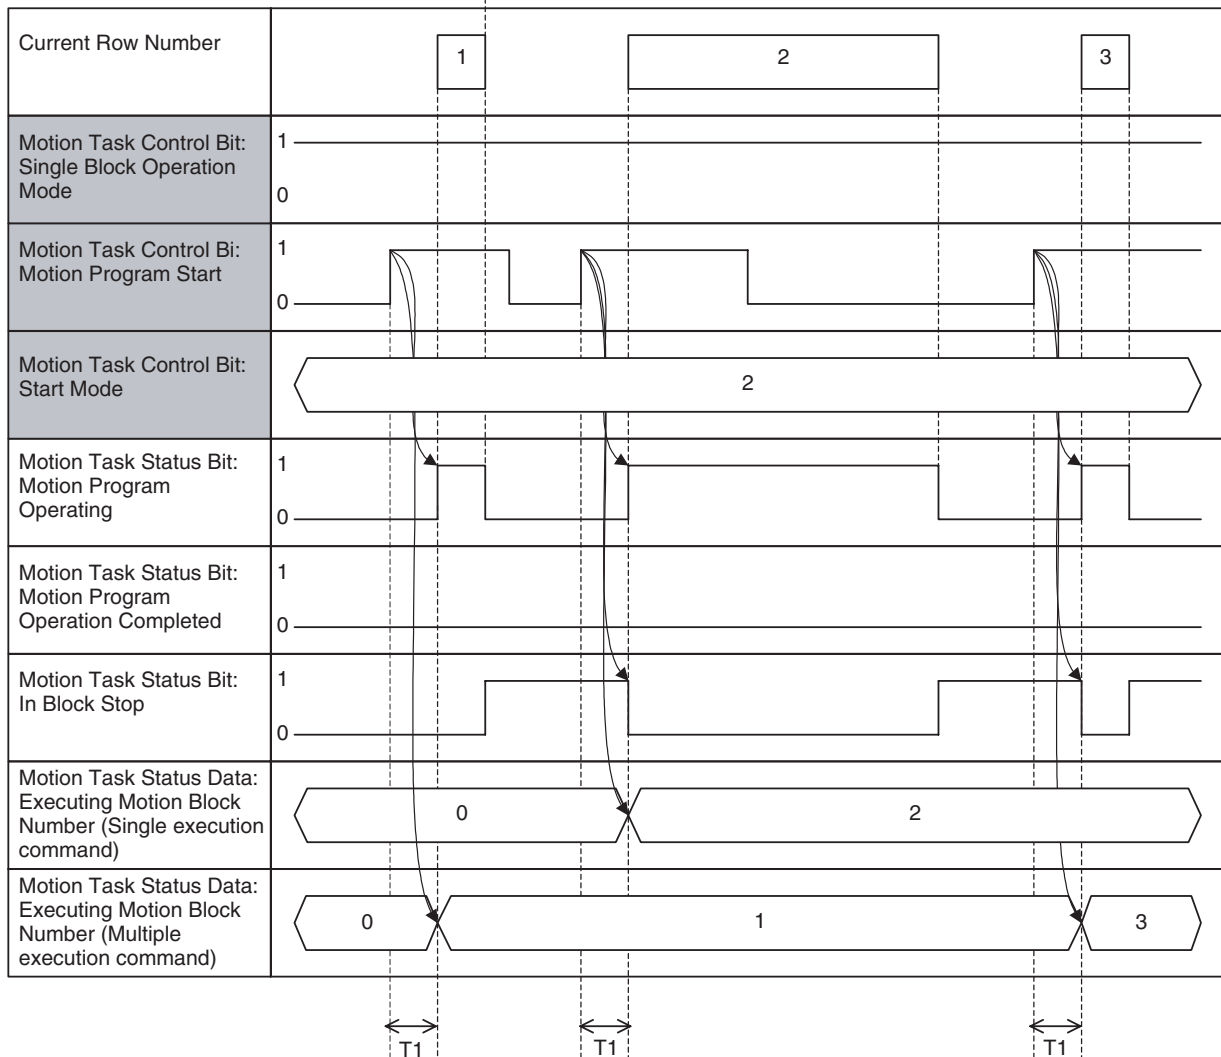 Current Row Number
1
2
3
Motion Task Control Bit:
Single Block Operation
Mode
1
0
Motion Task Control Bi:
Motion Program Start
1
0
Motion Task Control Bit:
Start Mode
2
Motion Task Status Bit:
Motion Program
Operating
1
0
Motion Task Status Bit:
Motion Program
Operation Completed
1
0
Motion Task Status Bit:
In Block Stop
1
0
Motion Task Status Data:
Executing Motion Block
Number (Single execution
command)
0
2
Motion Task Status Data:
Executing Motion Block
Number (Multiple
execution command)
0
1
3
T1
T1
T1